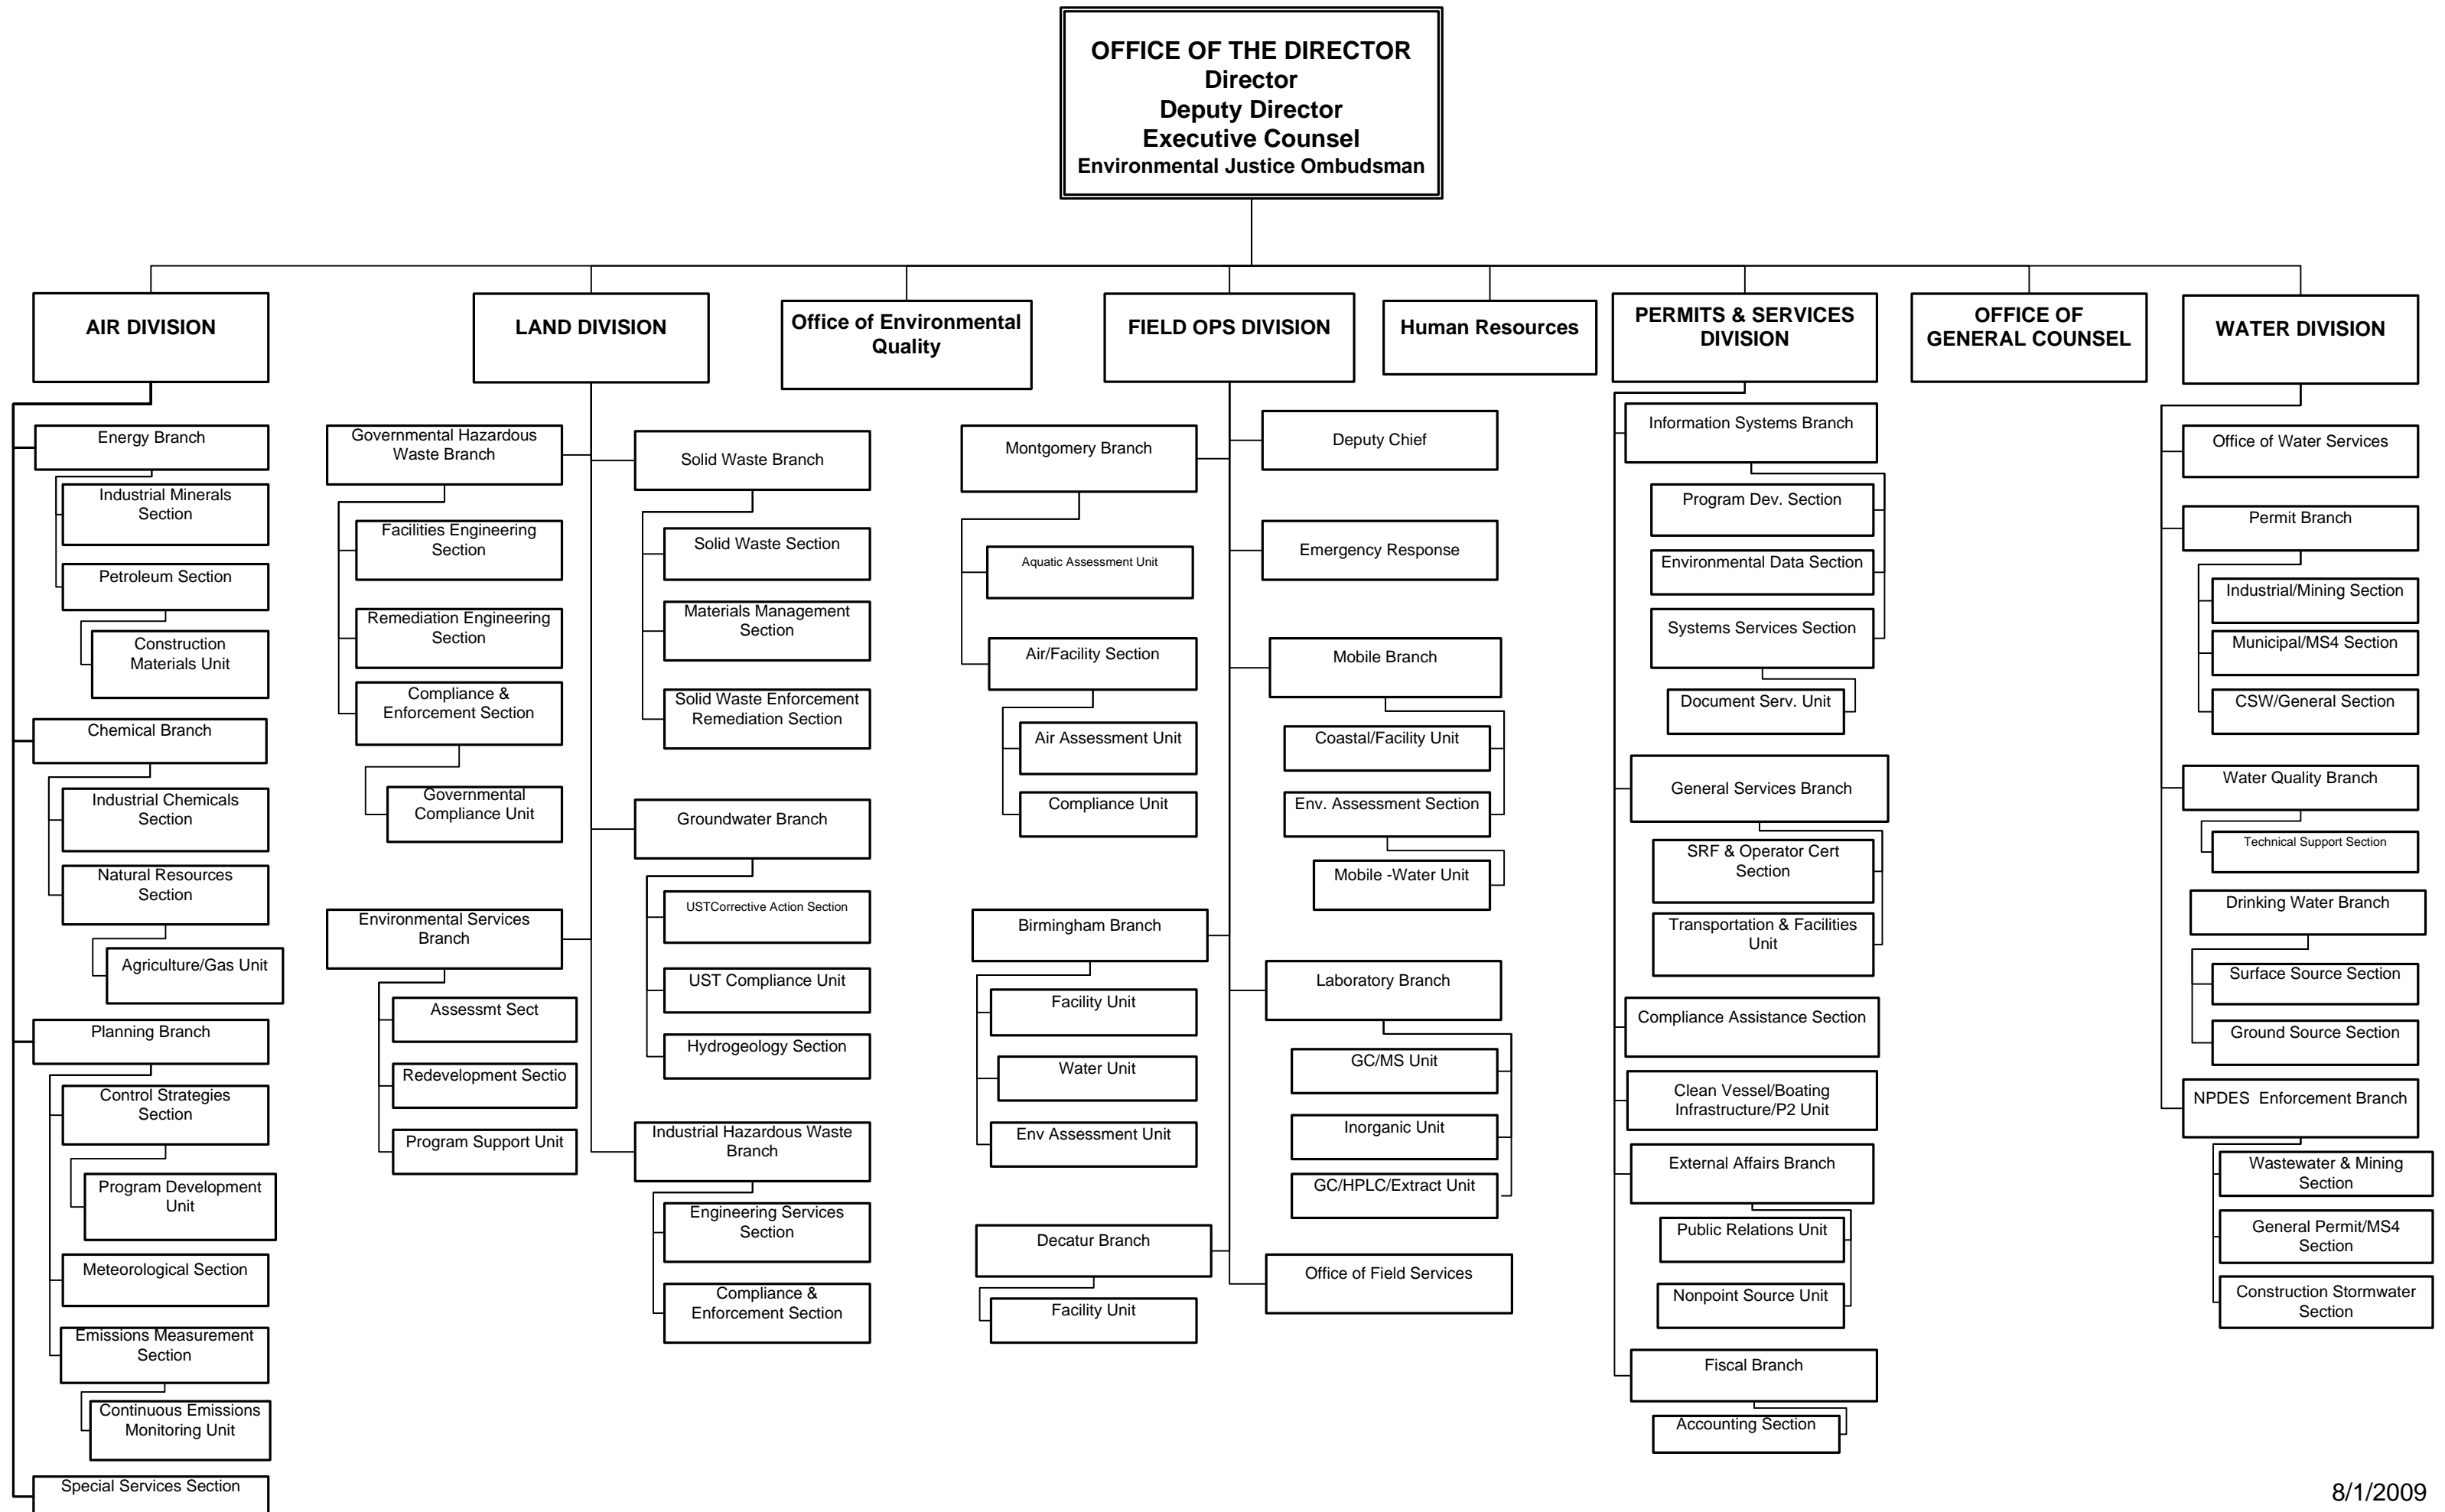 OFFICE OF THE DIRECTOR
Director
Deputy Director
Executive Counsel
Environmental Justice Ombudsman
AIR DIVISION
LAND DIVISION
Office of Environmental
Quality
FIELD OPS DIVISION
Human Resources
PERMITS & SERVICES
DIVISION
OFFICE OF
GENERAL COUNSEL
WATER DIVISION
Energy Branch
Industrial Minerals
Section
Petroleum Section
Construction
Materials Unit
Chemical Branch
Industrial Chemicals
Section
Natural Resources
Section
Agriculture/Gas Unit
Planning Branch
Control Strategies
Section
Program Development
Unit
Meteorological Section
Emissions Measurement
Section
Continuous Emissions
Monitoring Unit
Special Services Section
Governmental Hazardous
Waste Branch
Facilities Engineering
Section
Remediation Engineering
Section
Compliance &
Enforcement Section
Governmental
Compliance Unit
Environmental Services
Branch
Assessmt Sect
Redevelopment Sectio
Program Support Unit
Solid Waste Branch
Solid Waste Section
Materials Management
Section
Solid Waste Enforcement
Remediation Section
Groundwater Branch
USTCorrective Action Section
UST Compliance Unit
Hydrogeology Section
Industrial Hazardous Waste
Branch
Engineering Services
Section
Compliance &
Enforcement Section
Montgomery Branch
Aquatic Assessment Unit
Air/Facility Section
Air Assessment Unit
Compliance Unit
Birmingham Branch
Facility Unit
Water Unit
Env Assessment Unit
Decatur Branch
Facility Unit
Deputy Chief
Emergency Response
Mobile Branch
Coastal/Facility Unit
Env. Assessment Section
Mobile -Water Unit
Laboratory Branch
GC/MS Unit
Inorganic Unit
GC/HPLC/Extract Unit
Office of Field Services
Information Systems Branch
Program Dev. Section
Environmental Data Section
Systems Services Section
Document Serv. Unit
General Services Branch
SRF & Operator Cert
Section
Transportation & Facilities
Unit
Compliance Assistance Section
Clean Vessel/Boating
Infrastructure/P2 Unit
External Affairs Branch
Public Relations Unit
Nonpoint Source Unit
Fiscal Branch
Accounting Section
Office of Water Services
Permit Branch
Industrial/Mining Section
Municipal/MS4 Section
CSW/General Section
Water Quality Branch
Technical Support Section
Drinking Water Branch
Surface Source Section
Ground Source Section
NPDES  Enforcement Branch
Wastewater & Mining
Section
General Permit/MS4
Section
Construction Stormwater
Section
8/1/2009